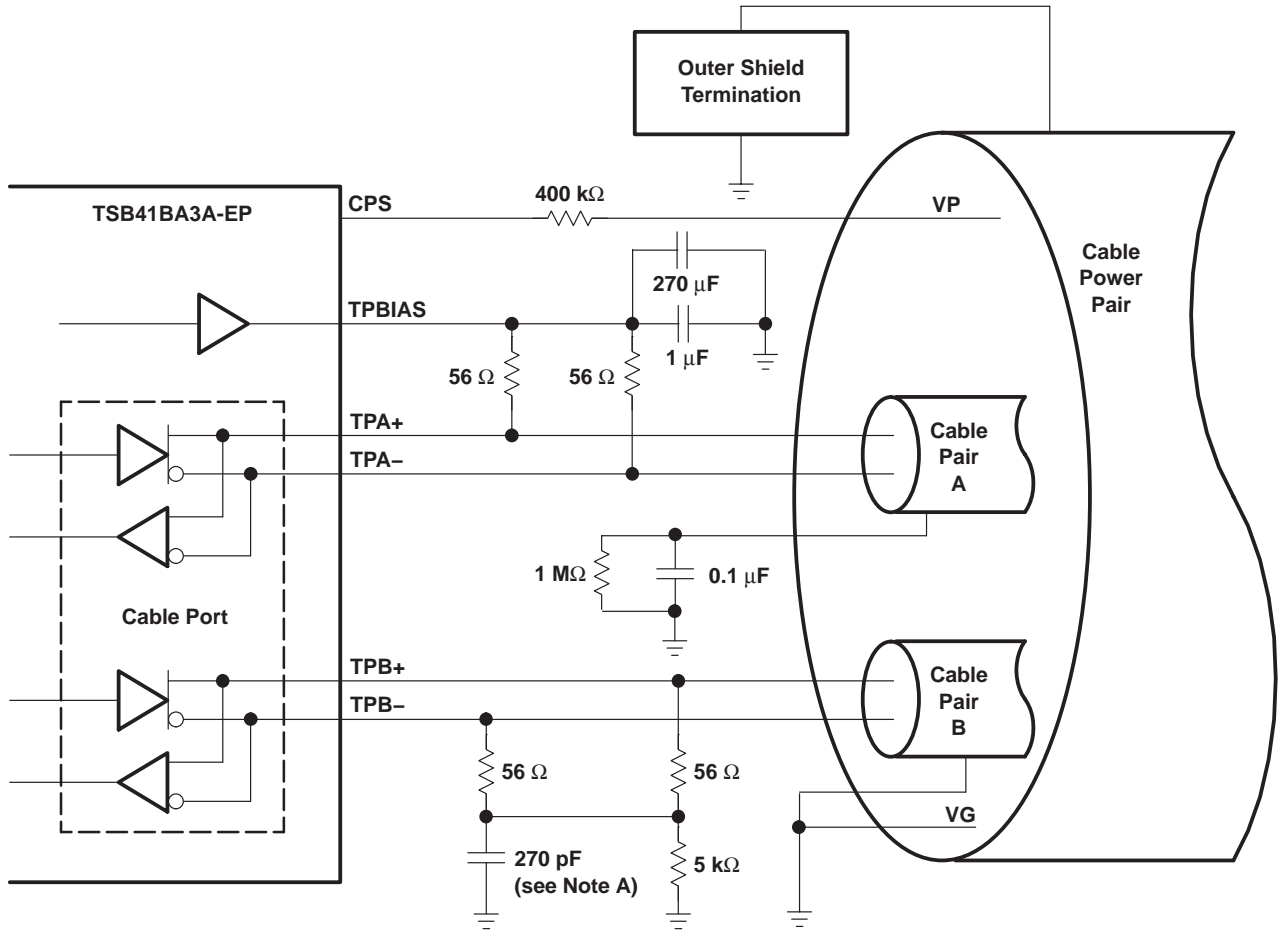 Outer Shield
Termination
TSB41BA3A-EP
CPS
400 kΩ
VP
Cable
Power
Pair
270 μF
TPBIAS
1 μF
56 Ω
56 Ω
TPA+
TPA−
Cable
Pair
A
1 MΩ
0.1 μF
Cable Port
TPB+
TPB−
Cable
Pair
B
56 Ω
56 Ω
VG
270 pF
(see Note A)
5 kΩ